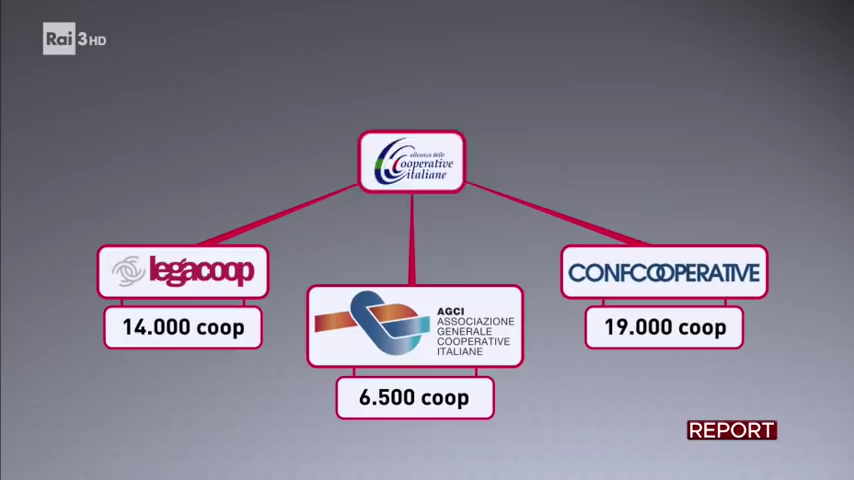 Rai 3 HD
alleanza delle
Cooperative
italiane
legacoop
14.000 coop
AGCI
ASSOCIAZIONE
GENERALE
COOPERATIVE
ITALIANE
6.500 coop
CONFCOOPERATIVE
19.000 coop
REPORT